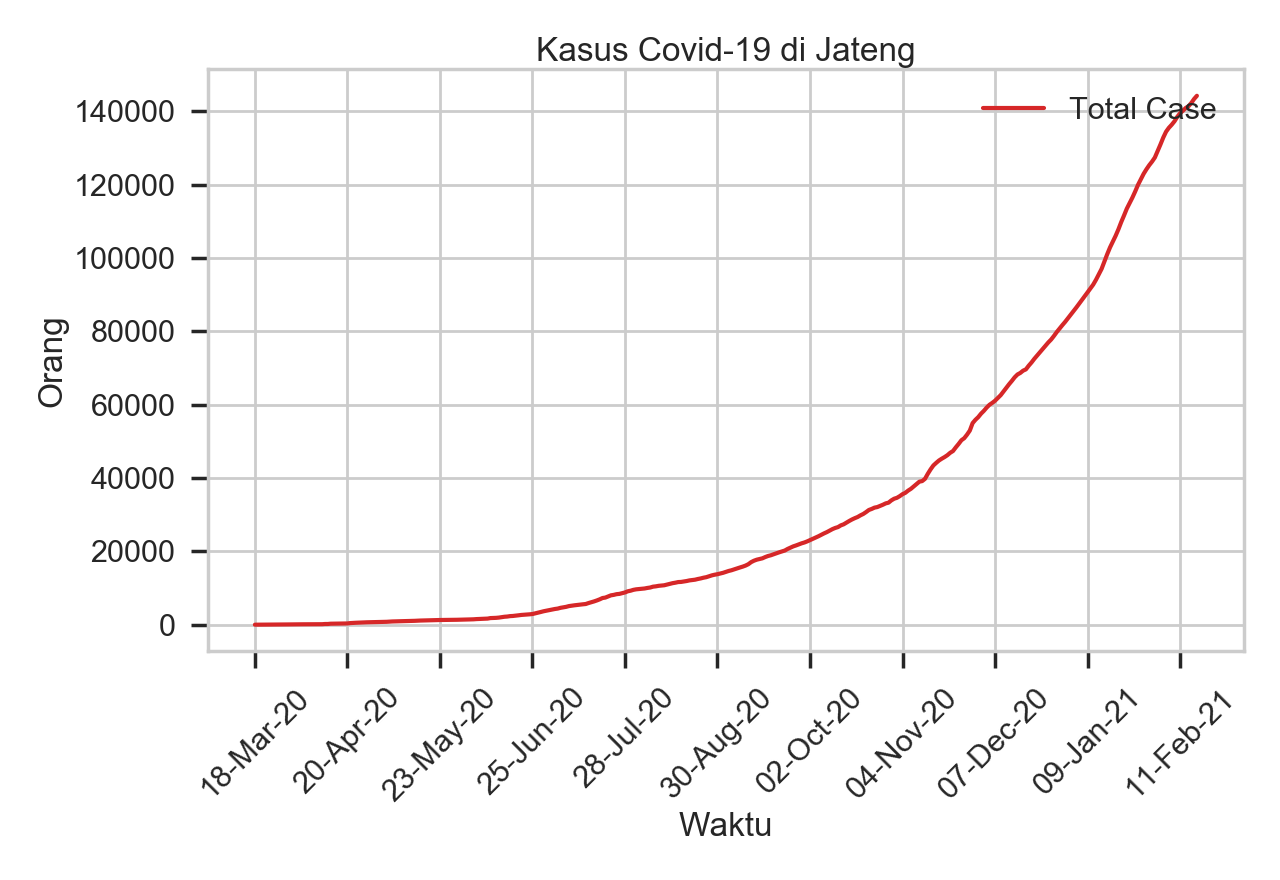 Kasus Covid-19 di Jateng
Total Case
Orang
140000
120000
100000
80000
60000
40000
20000
0
18-Mar-20
20-Apr-20
23-May-20
25-Jun-20
28-Jul-20
30-Aug-20
02-Oct-20
04-Nov-20
07-Dec-20
09-Jan-21
11-Feb-21
Waktu